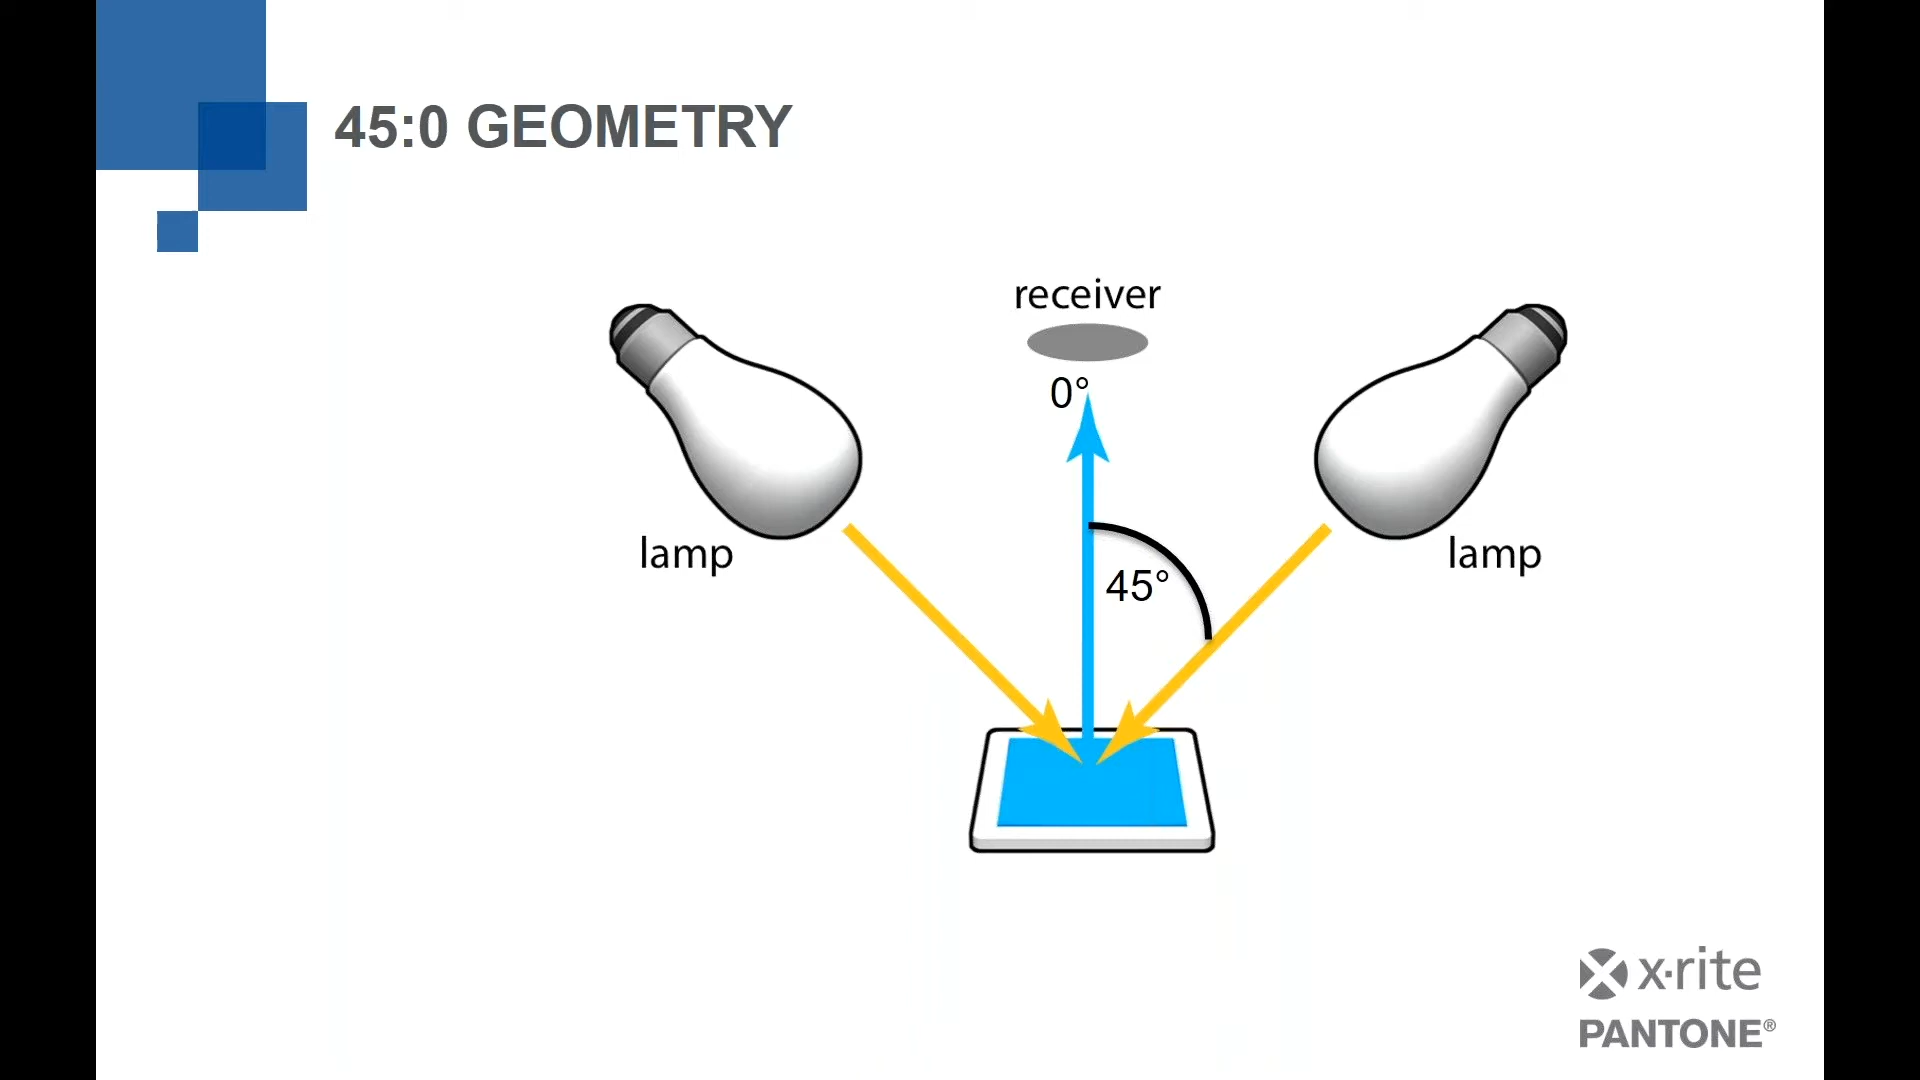 45:0 GEOMETRY
receiver
0°
lamp
45°
lamp
x·rite
PANTONE®